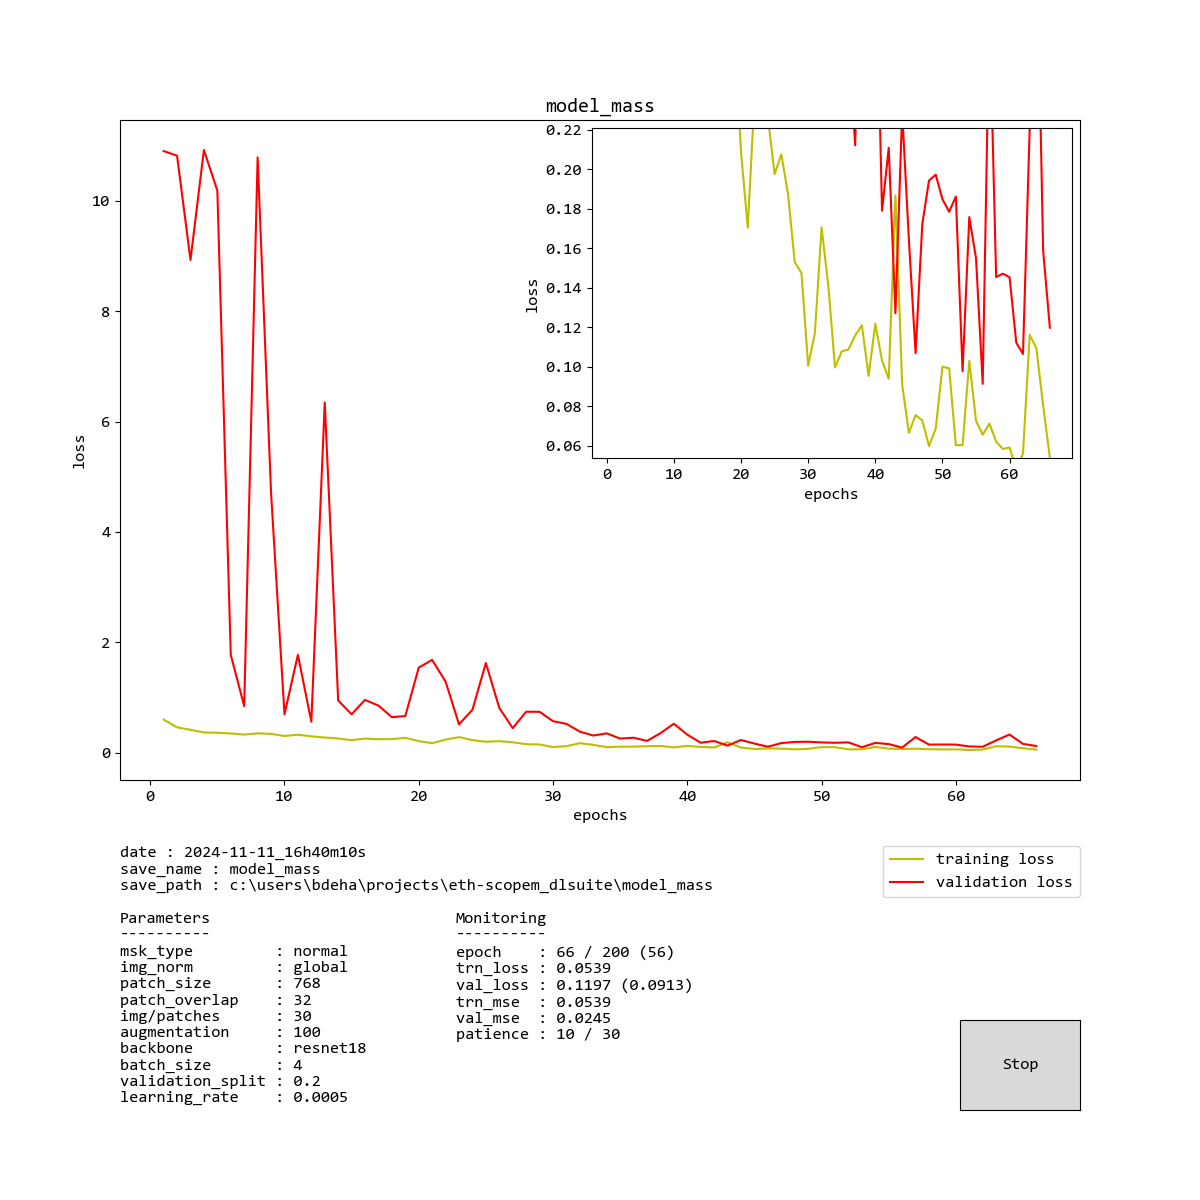 model_mass
10
8
6
4
2
0
loss
0 10 20 30 40 50 60
epochs
0.22
0.20
0.18
0.16
0.14
0.12
0.10
0.08
0.06
loss
0 10 20 30 40 50 60
epochs
date : 2024-11-11_16h40m10s
save_name : model_mass
save_path : c:\users\bdeha\projects\eth-scopem_dlsuite\model_mass
training loss
validation loss
Parameters
----------
msk_type : normal
img_norm : global
patch_size : 768
patch_overlap : 32
img/patches : 30
augmentation : 100
backbone : resnet18
batch_size : 4
validation_split : 0.2
learning_rate : 0.0005
Monitoring
----------
epoch : 66 / 200 (56)
trn_loss : 0.0539
val_loss : 0.1197 (0.0913)
trn_mse : 0.0539
val_mse : 0.0245
patience : 10 / 30
Stop